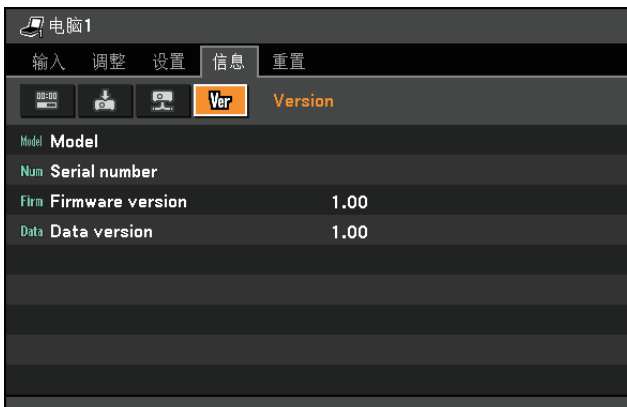 电脑1
输入 调整 设置 信息 重置
00:00 Ver Version
Model Model
Num Serial number
Firm Firmware version 1.00
Data Data version 1.00